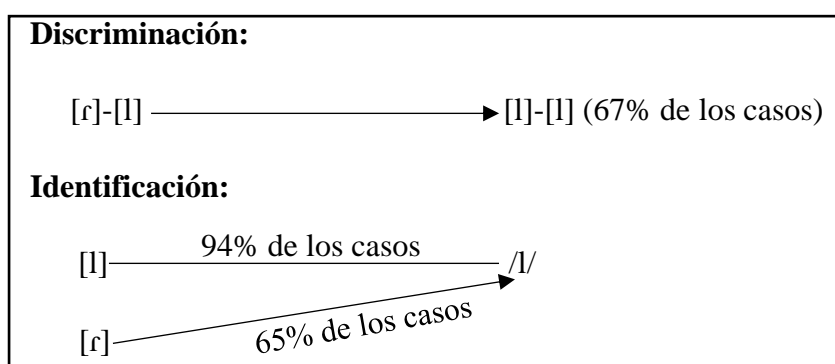 Discriminación:
[ɾ]-[l] [l]-[l] (67% de los casos)
Identificación:
94% de los casos
[l] /l/
65% de los casos
[ɾ]